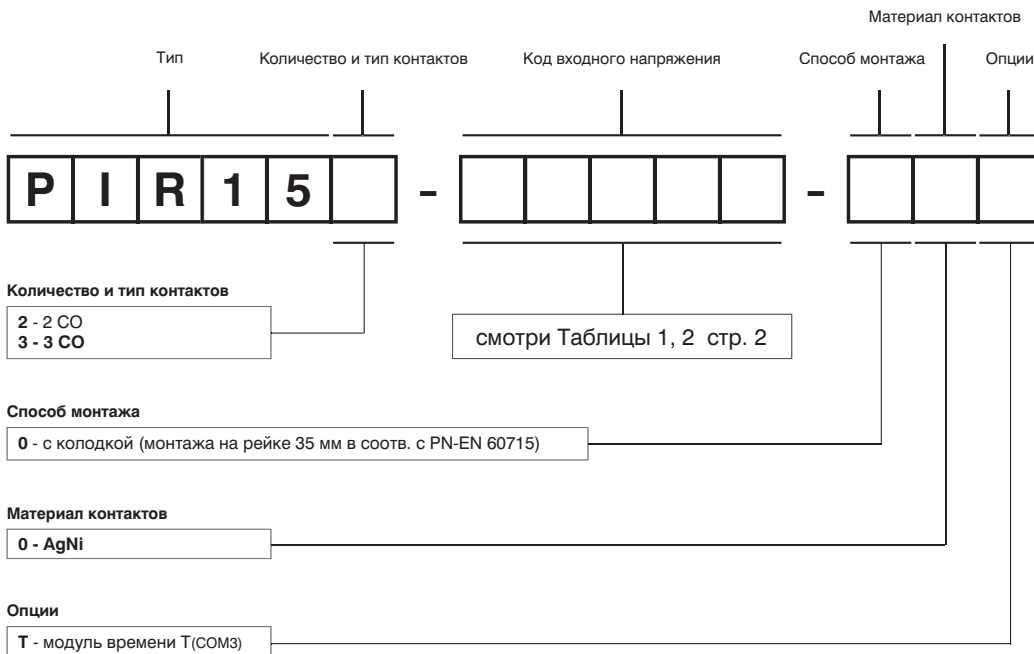 Материал контактов
Тип Количество и тип контактов Код входного напряжения Способ монтажа Опции
PIR15 - -
Количество и тип контактов
2 - 2 CO
3 - 3 CO
смотри Таблицы 1, 2 стр. 2
Способ монтажа
0 - с колодкой (монтажа на рейке 35 мм в соотв. с PN-EN 60715)
Материал контактов
0 - AgNi
Опции
T - модуль времени T(COM3)